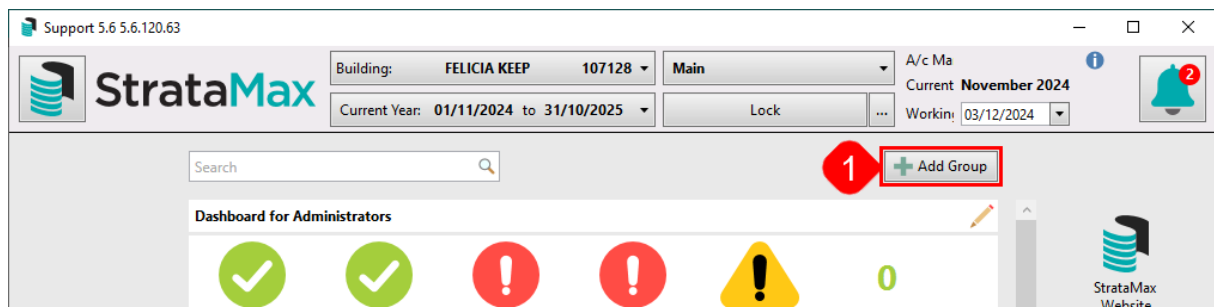 Support 5.6 5.6.120.63
StrataMax
Building: FELICIA KEEP 107128
Main
A/c Ma
Current Year: 01/11/2024 to 31/10/2025
Lock
...
Current November 2024
Working 03/12/2024
2
Search
1
Add Group
Dashboard for Administrators
0
StrataMax
Website